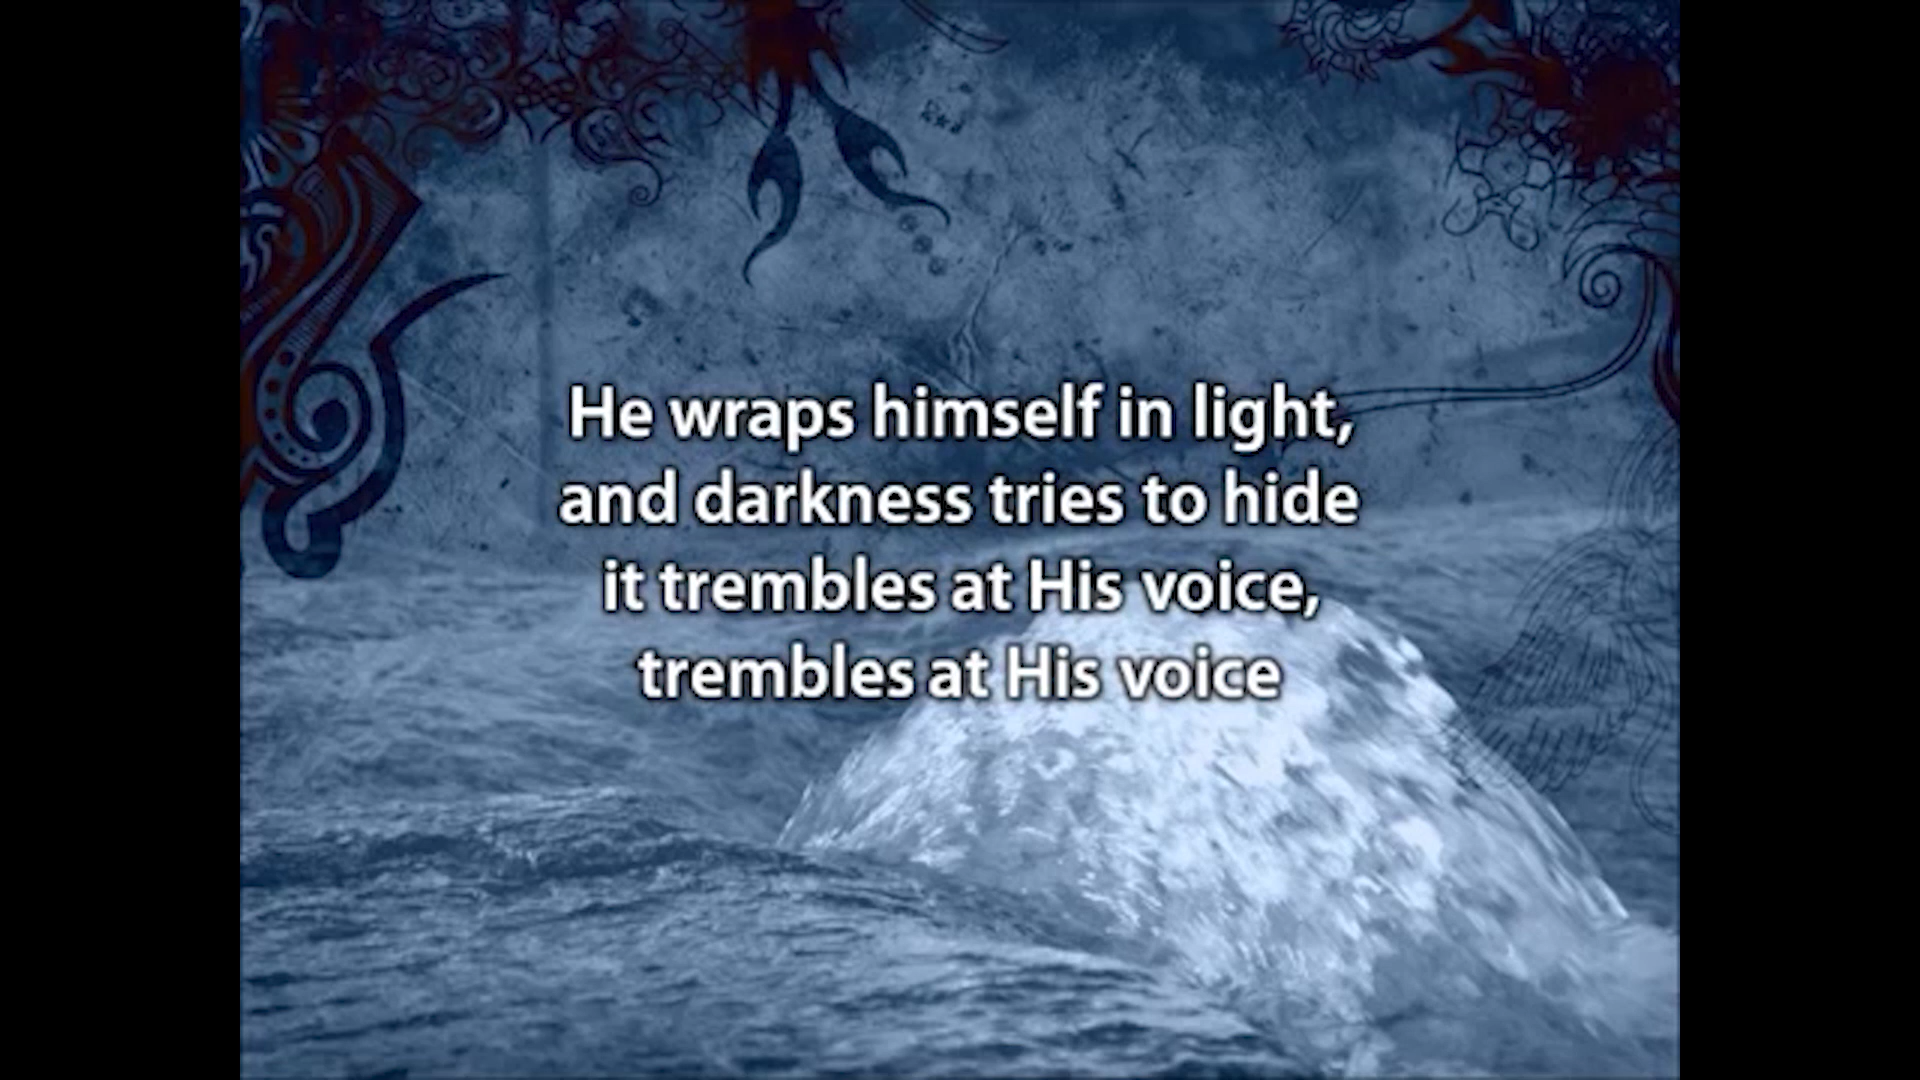 He wraps himself in light,
and darkness tries to hide
it trembles at His voice,
trembles at His voice